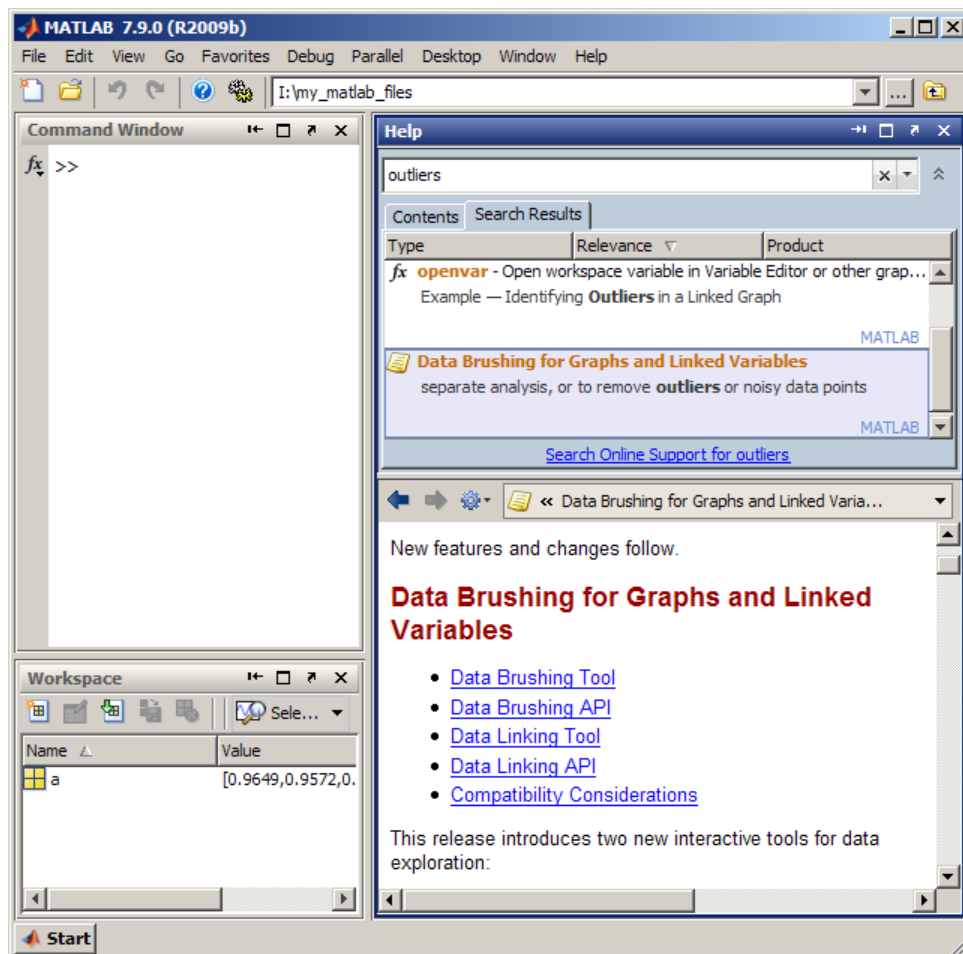 MATLAB 7.9.0 (R2009b)
File Edit View Go Favorites Debug Parallel Desktop Window Help
I:\my_matlab_files
...
Command Window
fx >>
Help
outliers
Contents Search Results
Type Relevance Product
fx openvar - Open workspace variable in Variable Editor or other grap...
Example — Identifying Outliers in a Linked Graph
MATLAB
Data Brushing for Graphs and Linked Variables
separate analysis, or to remove outliers or noisy data points
MATLAB
Search Online Support for outliers
« Data Brushing for Graphs and Linked Varia...
New features and changes follow.
Data Brushing for Graphs and Linked
Variables
• Data Brushing Tool
• Data Brushing API
• Data Linking Tool
• Data Linking API
• Compatibility Considerations
This release introduces two new interactive tools for data
exploration:
Workspace
Sele...
Name Value
a [0.9649,0.9572,0.
Start